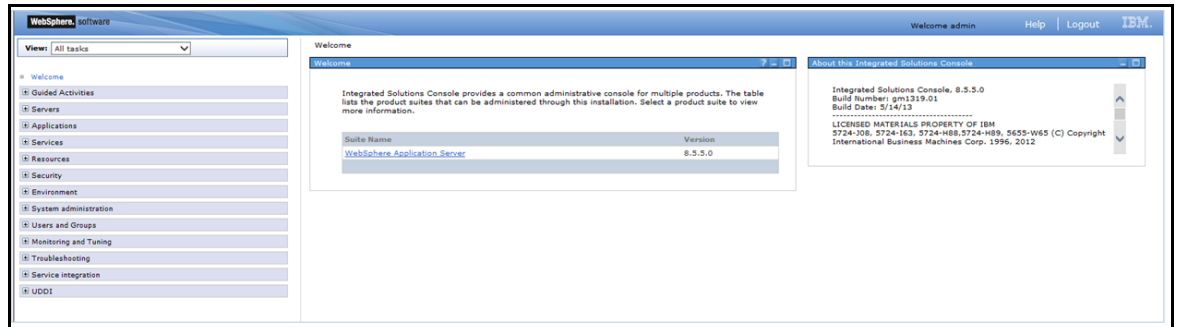 WebSphere. software
Welcome admin
Help | Logout
IBM.
View: All tasks
Welcome
Guided Activities
Servers
Applications
Services
Resources
Security
Environment
System administration
Users and Groups
Monitoring and Tuning
Troubleshooting
Service integration
UDDI
Welcome
Welcome
? – □
Integrated Solutions Console provides a common administrative console for multiple products. The table
lists the product suites that can be administered through this installation. Select a product suite to view
more information.
Suite Name Version
WebSphere Application Server 8.5.5.0
About this Integrated Solutions Console
Integrated Solutions Console, 8.5.5.0
Build Number: gm1319.01
Build Date: 5/14/13
----------------------------------------
LICENSED MATERIALS PROPERTY OF IBM
5724-J08, 5724-I63, 5724-H88,5724-H89, 5655-W65 (C) Copyright
International Business Machines Corp. 1996, 2012